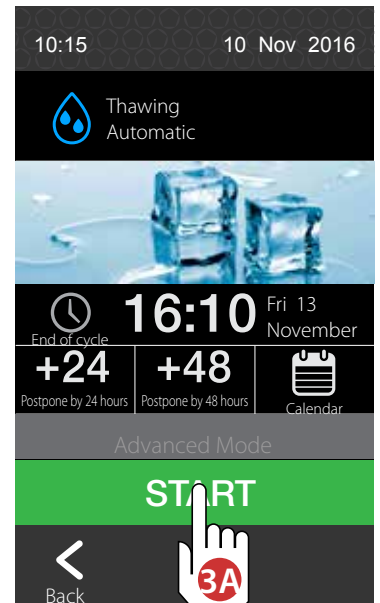 10:15 10 Nov 2016
Thawing
Automatic
End of cycle 16:10 Fri 13
November
+24 +48
Postpone by 24 hours Postpone by 48 hours Calendar
Advanced Mode
START
3A
Back